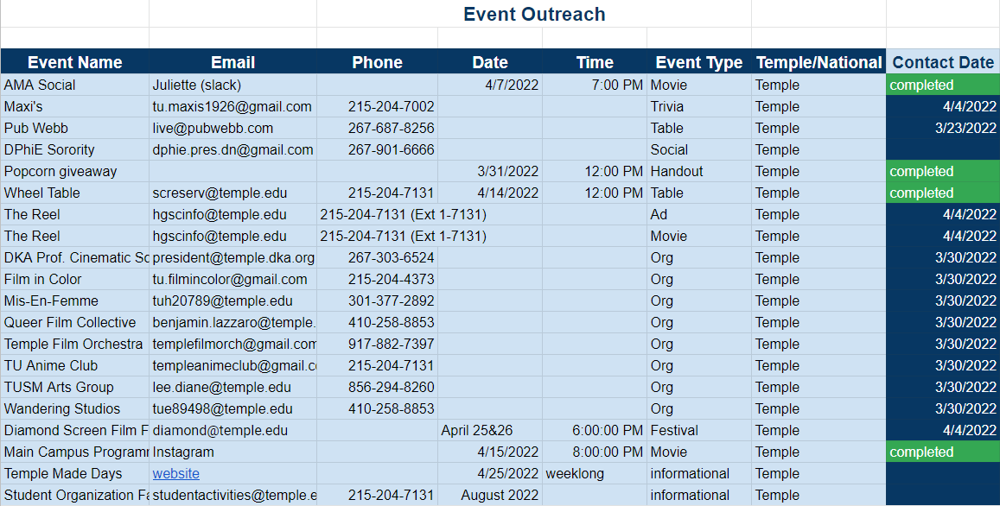 Event Outreach
Event Name Email Phone Date Time Event Type Temple/National Contact Date
AMA Social Juliette (slack) 4/7/2022 7:00 PM Movie Temple completed
Maxi's tu.maxis1926@gmail.com 215-204-7002 Trivia Temple 4/4/2022
Pub Webb live@pubwebb.com 267-687-8256 Table Temple 3/23/2022
DPhiE Sorority dphie.pres.dn@gmail.com 267-901-6666 Social Temple
Popcorn giveaway 3/31/2022 12:00 PM Handout Temple completed
Wheel Table screserv@temple.edu 215-204-7131 4/14/2022 12:00 PM Table Temple completed
The Reel hgscinfo@temple.edu 215-204-7131 (Ext 1-7131) Ad Temple 4/4/2022
The Reel hgscinfo@temple.edu 215-204-7131 (Ext 1-7131) Movie Temple 4/4/2022
DKA Prof. Cinematic Sc president@temple.dka.org 267-303-6524 Org Temple 3/30/2022
Film in Color tu.filmincolor@gmail.com 215-204-4373 Org Temple 3/30/2022
Mis-En-Femme tuh20789@temple.edu 301-377-2892 Org Temple 3/30/2022
Queer Film Collective benjamin.lazzaro@temple. 410-258-8853 Org Temple 3/30/2022
Temple Film Orchestra templefilmorch@gmail.com 917-882-7397 Org Temple 3/30/2022
TU Anime Club templeanimeclub@gmail.c 215-204-7131 Org Temple 3/30/2022
TUSM Arts Group lee.diane@temple.edu 856-294-8260 Org Temple 3/30/2022
Wandering Studios tue89498@temple.edu 410-258-8853 Org Temple 3/30/2022
Diamond Screen Film F diamond@temple.edu April 25&26 6:00:00 PM Festival Temple 4/4/2022
Main Campus Program Instagram 4/15/2022 8:00:00 PM Movie Temple completed
Temple Made Days website 4/25/2022 weeklong informational Temple
Student Organization Fa studentactivities@temple.e 215-204-7131 August 2022 informational Temple